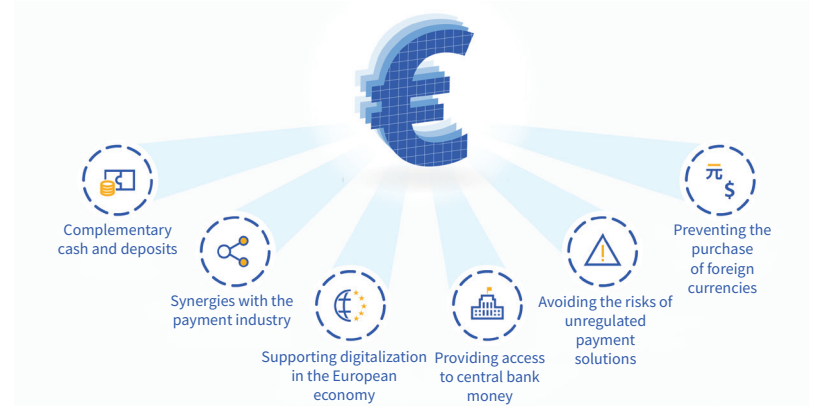 €
Complementary
cash and deposits
Synergies with the
payment industry
Supporting digitalization
in the European
economy
Providing access
to central bank
money
Avoiding the risks of
unregulated
payment
solutions
元
$
Preventing the
purchase
of foreign
currencies